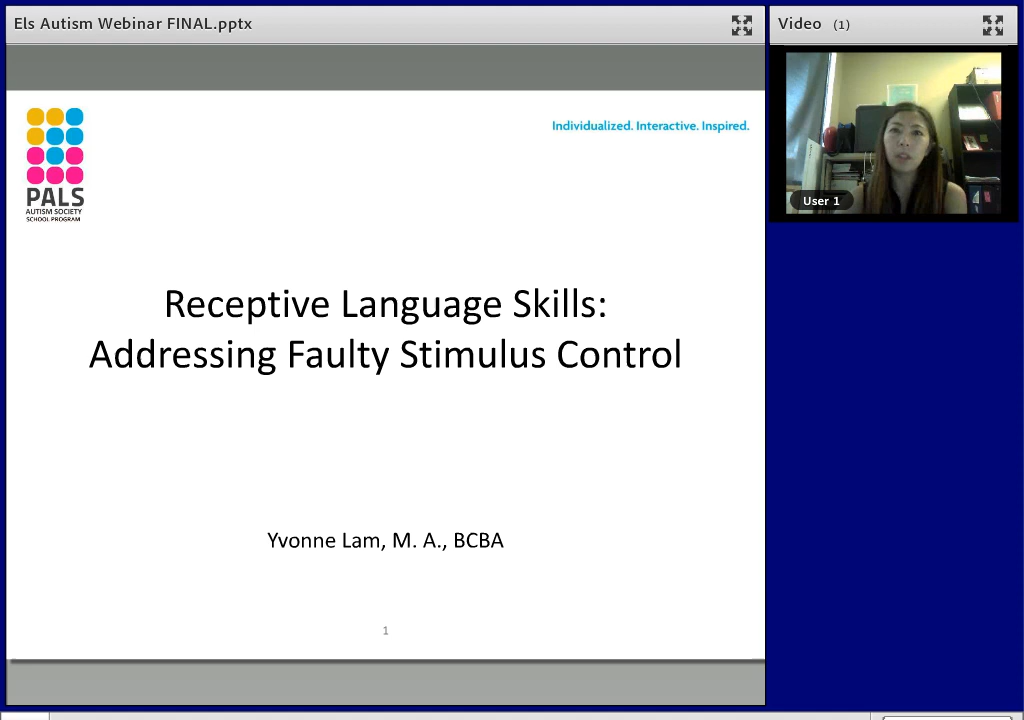 Els Autism Webinar FINAL.pptx
Video (1)
Individualized. Interactive. Inspired.
PALS
AUTISM SOCIETY
SCHOOL PROGRAM
User 1
Receptive Language Skills:
Addressing Faulty Stimulus Control
Yvonne Lam, M. A., BCBA
1